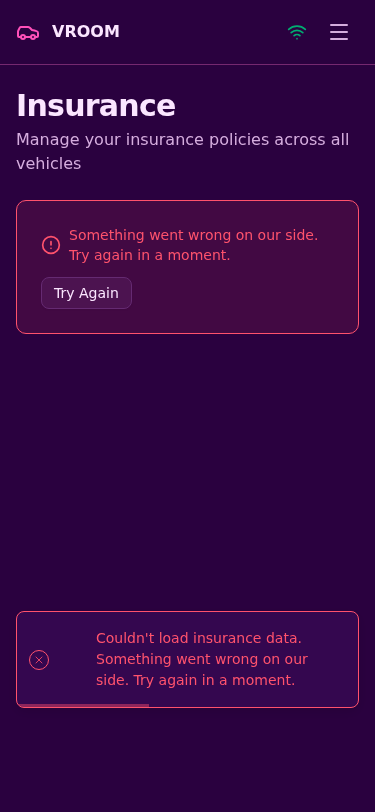 VROOM
Insurance
Manage your insurance policies across all
vehicles
Something went wrong on our side.
Try again in a moment.
Try Again
Couldn't load insurance data.
Something went wrong on our
side. Try again in a moment.